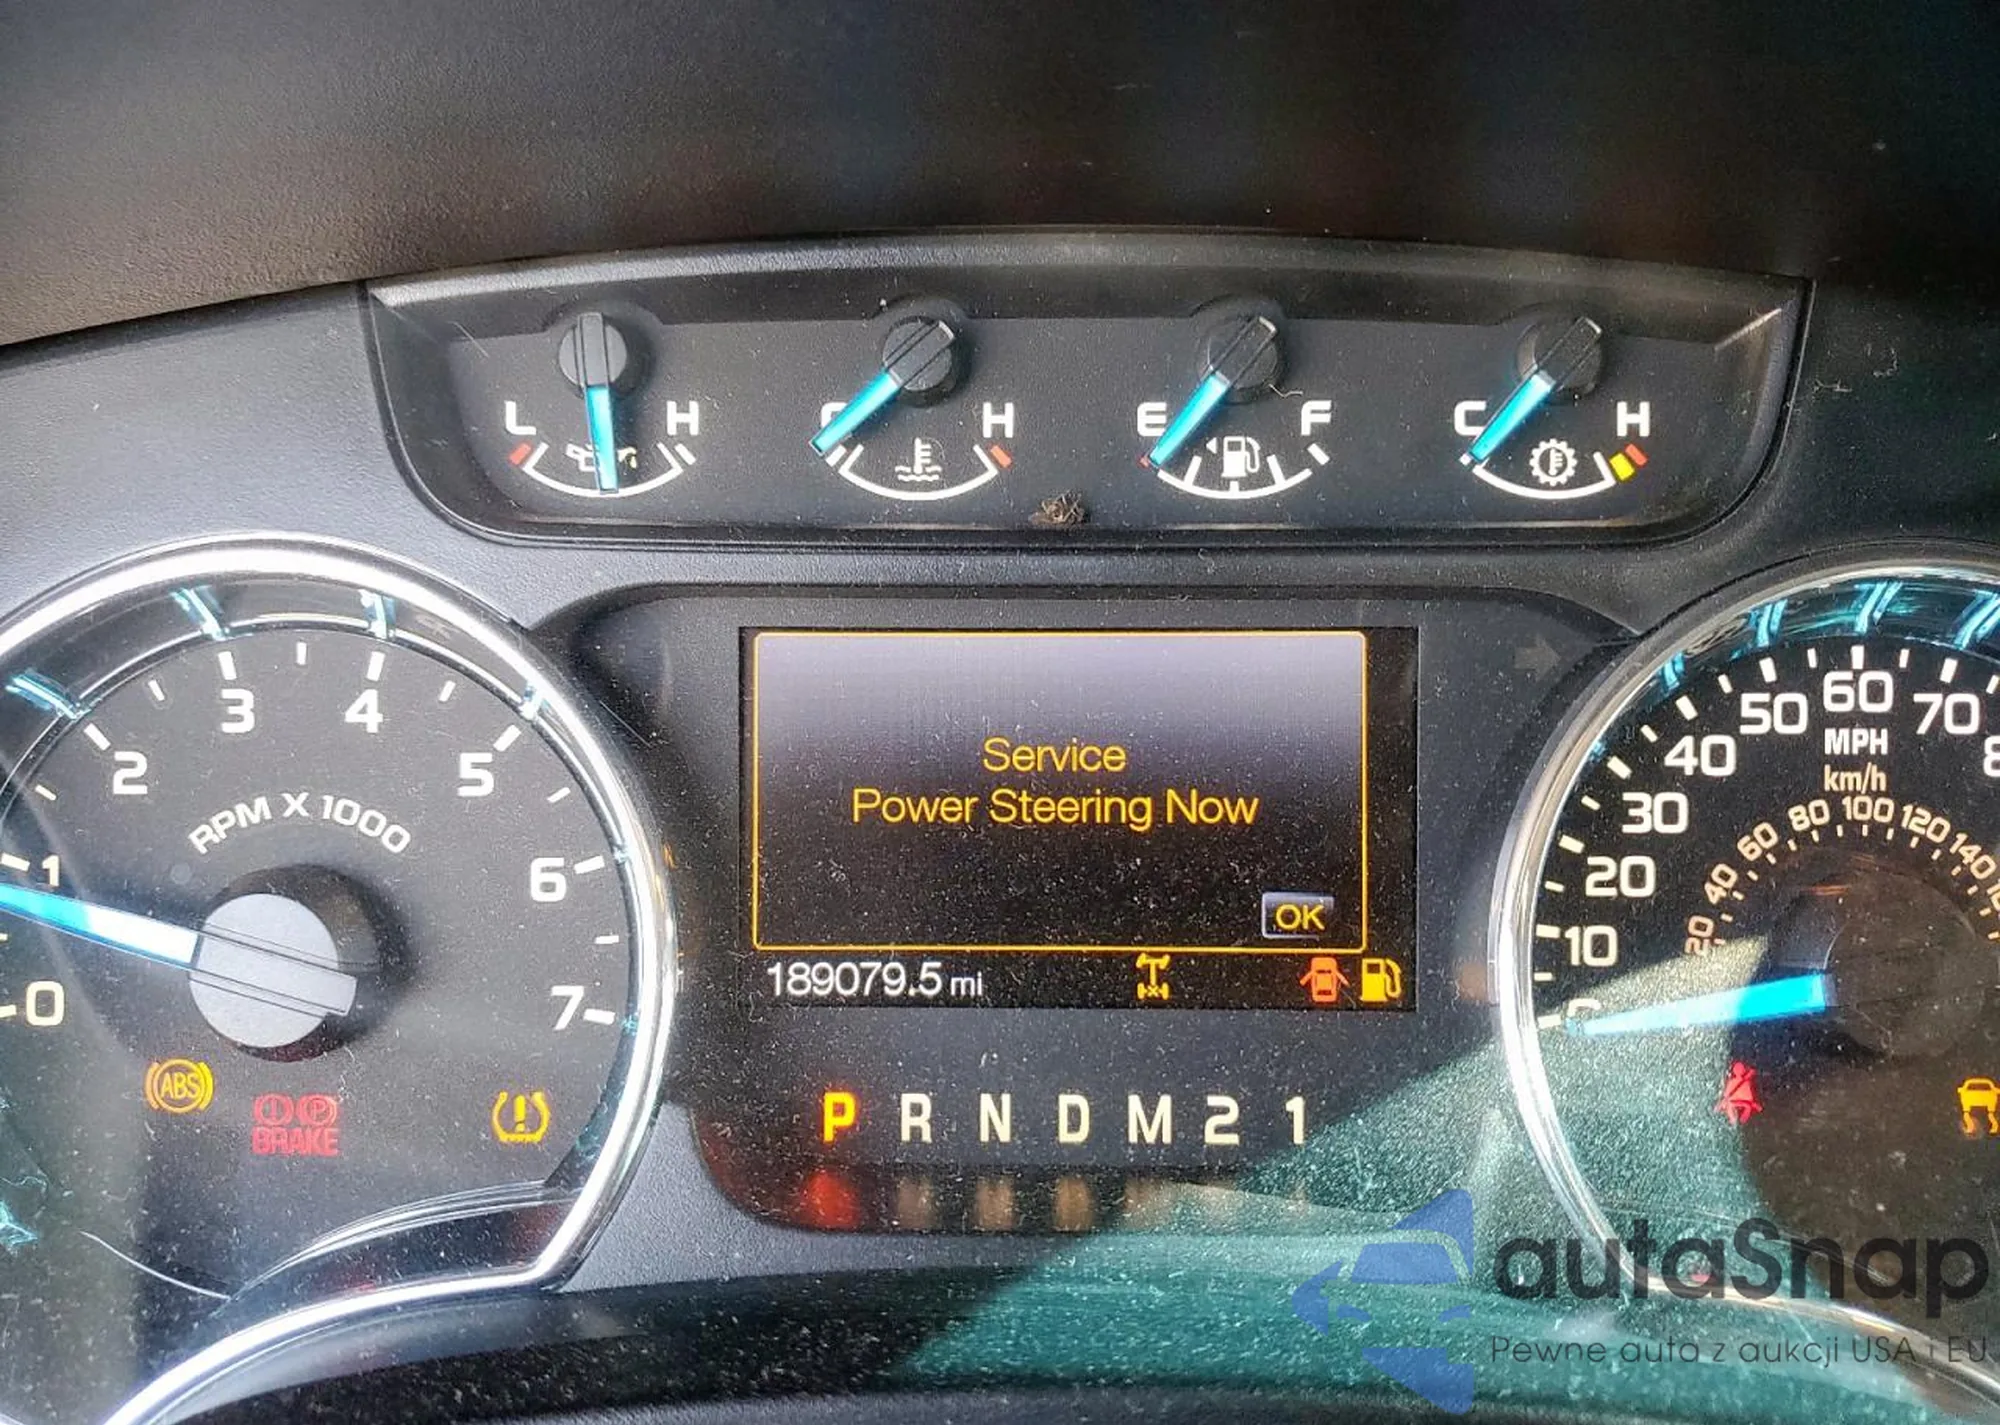 L H
H
E F
C H
RPM X 1000
0 1 2 3 4 5 6 7
Service
Power Steering Now
OK
189079.5 mi
ABS
BRAKE
P R N D M 2 1
10 20 30 40 50 60 70
MPH
km/h
20 40 60 80 100 120 140
autaSnap
Pewne auta z aukcji USA i EU